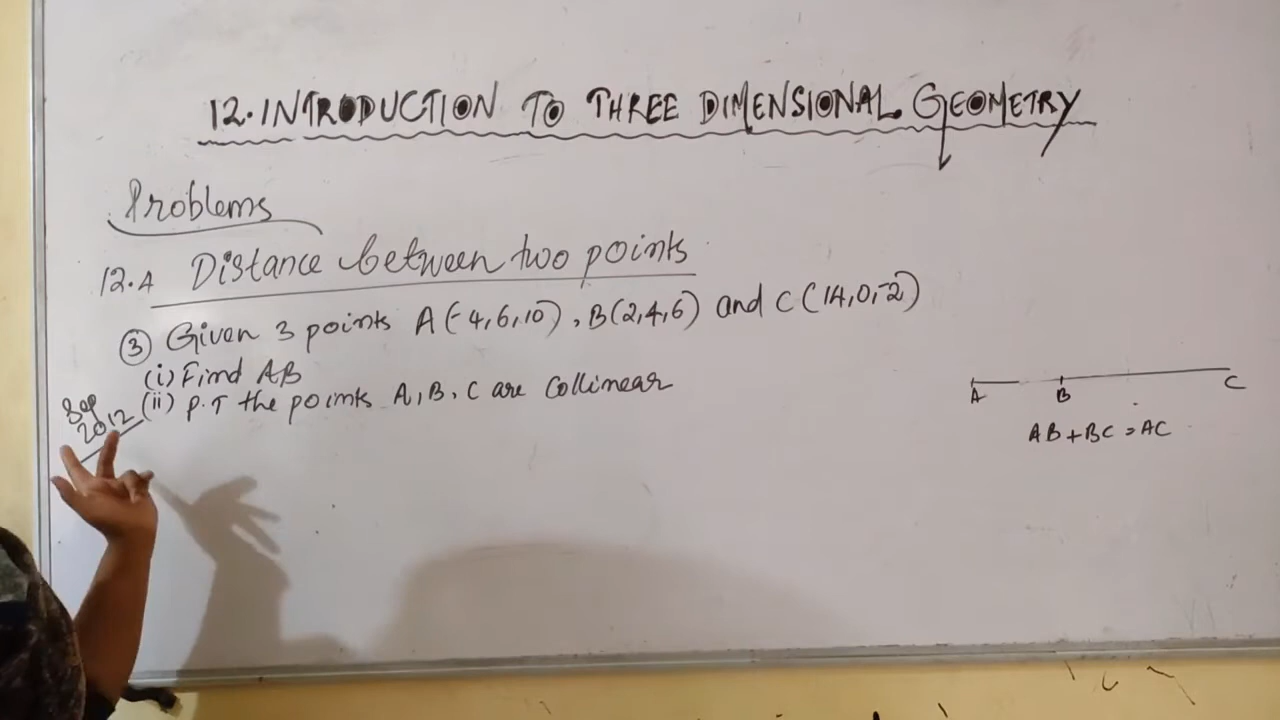 12. INTRODUCTION TO THREE DIMENSIONAL GEOMETRY
Problems
12.A Distance between two points
③ Given 3 points A(-4,6,10), B(2,4,6) and C(14,0,-2)
(i) Find AB
(ii) P.T the points A, B, C are Collinear
Sep
2012
A B C
AB+BC=AC